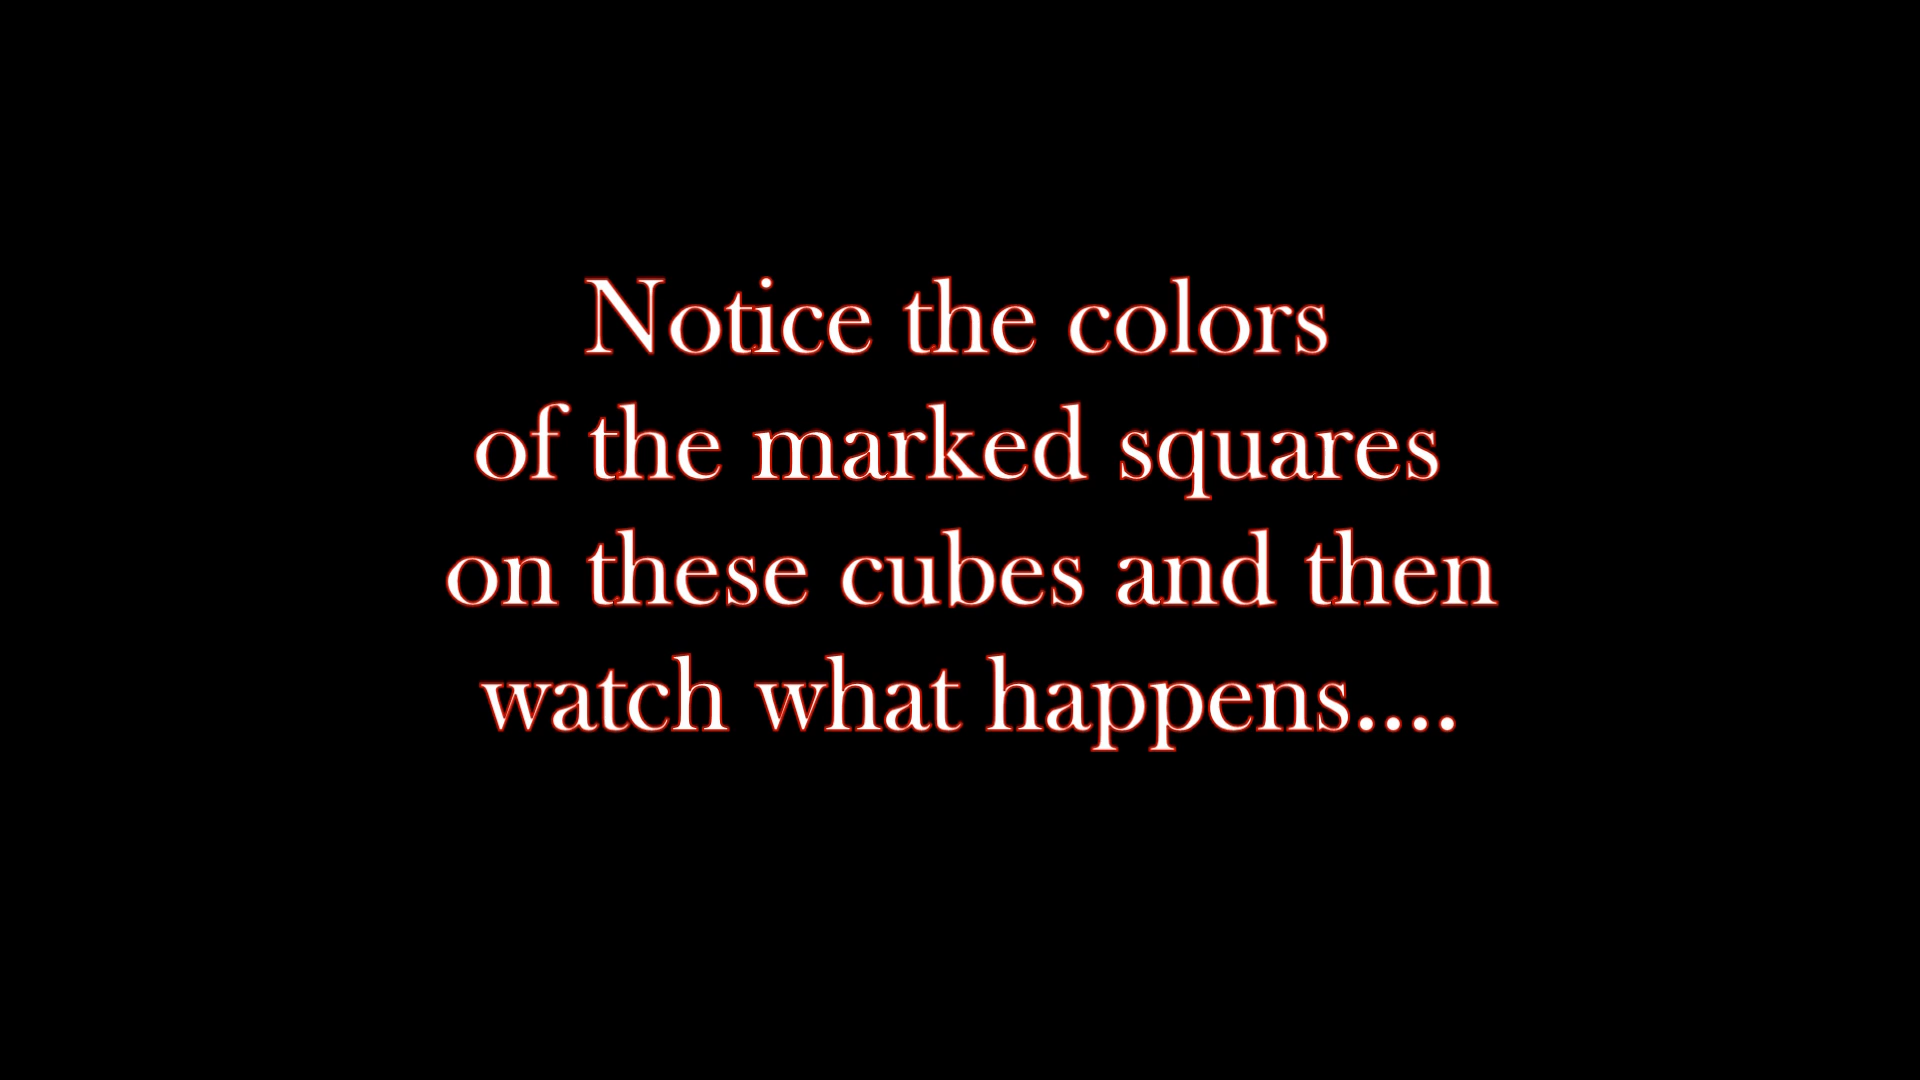 Notice the colors
of the marked squares
on these cubes and then
watch what happens....